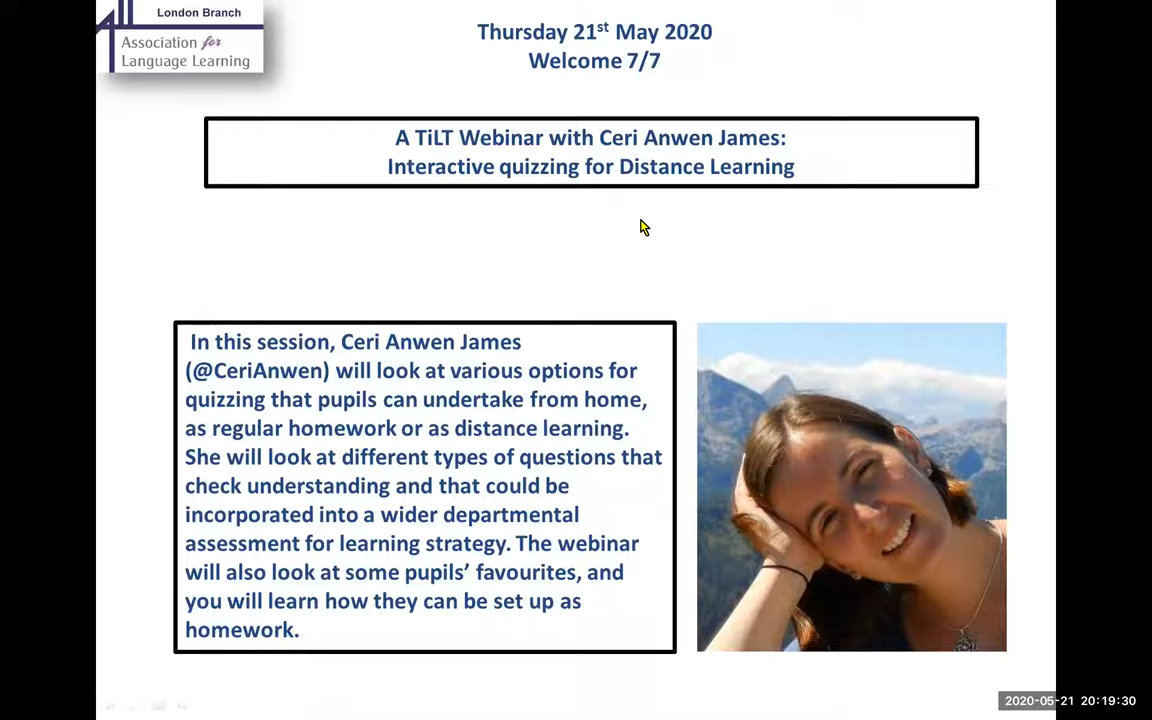 London Branch
Association for
Language Learning
Thursday 21st May 2020
Welcome 7/7
A TiLT Webinar with Ceri Anwen James:
Interactive quizzing for Distance Learning
In this session, Ceri Anwen James
(@CeriAnwen) will look at various options for
quizzing that pupils can undertake from home,
as regular homework or as distance learning.
She will look at different types of questions that
check understanding and that could be
incorporated into a wider departmental
assessment for learning strategy. The webinar
will also look at some pupils’ favourites, and
you will learn how they can be set up as
homework.
2020-05-21 20:19:30